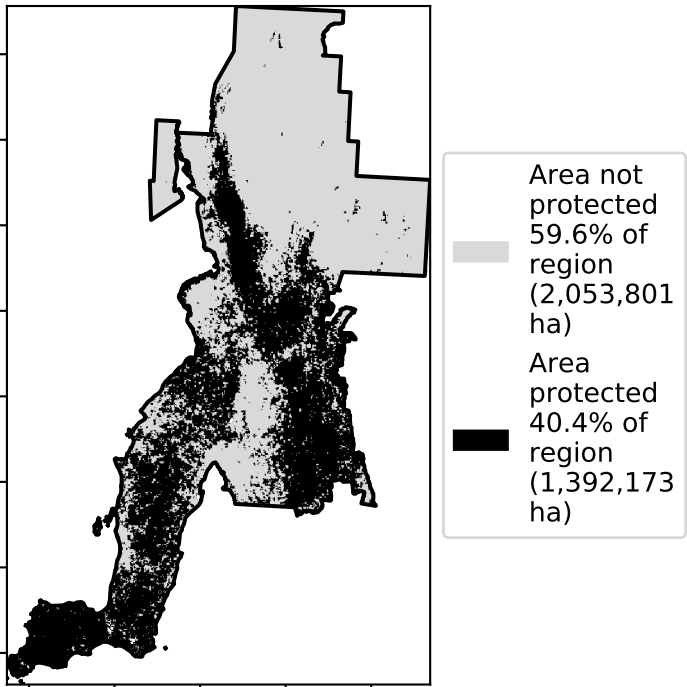 Area not
protected
59.6% of
region
(2,053,801
ha)
Area
protected
40.4% of
region
(1,392,173
ha)